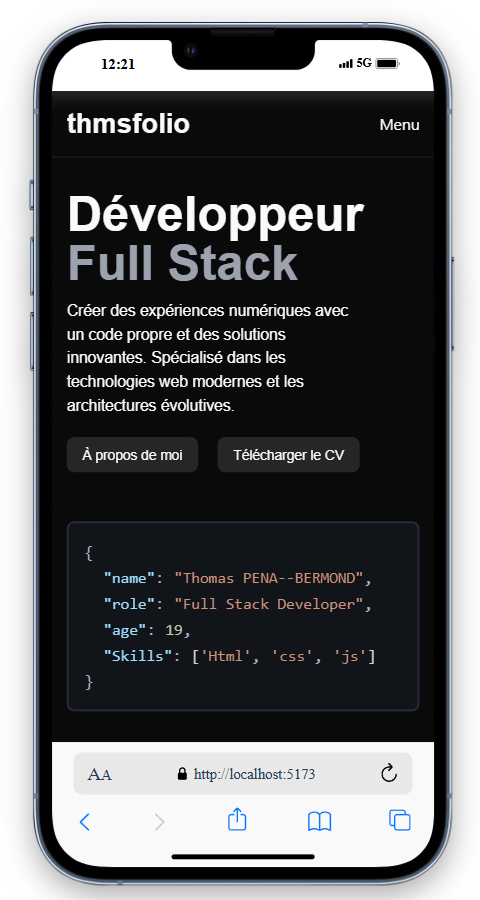 12:21 5G
thmsfolio Menu
Développeur
Full Stack
Créer des expériences numériques avec
un code propre et des solutions
innovantes. Spécialisé dans les
technologies web modernes et les
architectures évolutives.
À propos de moi Télécharger le CV
{
"name": "Thomas PENA--BERMOND",
"role": "Full Stack Developer",
"age": 19,
"Skills": ['Html', 'css', 'js']
}
AA http://localhost:5173